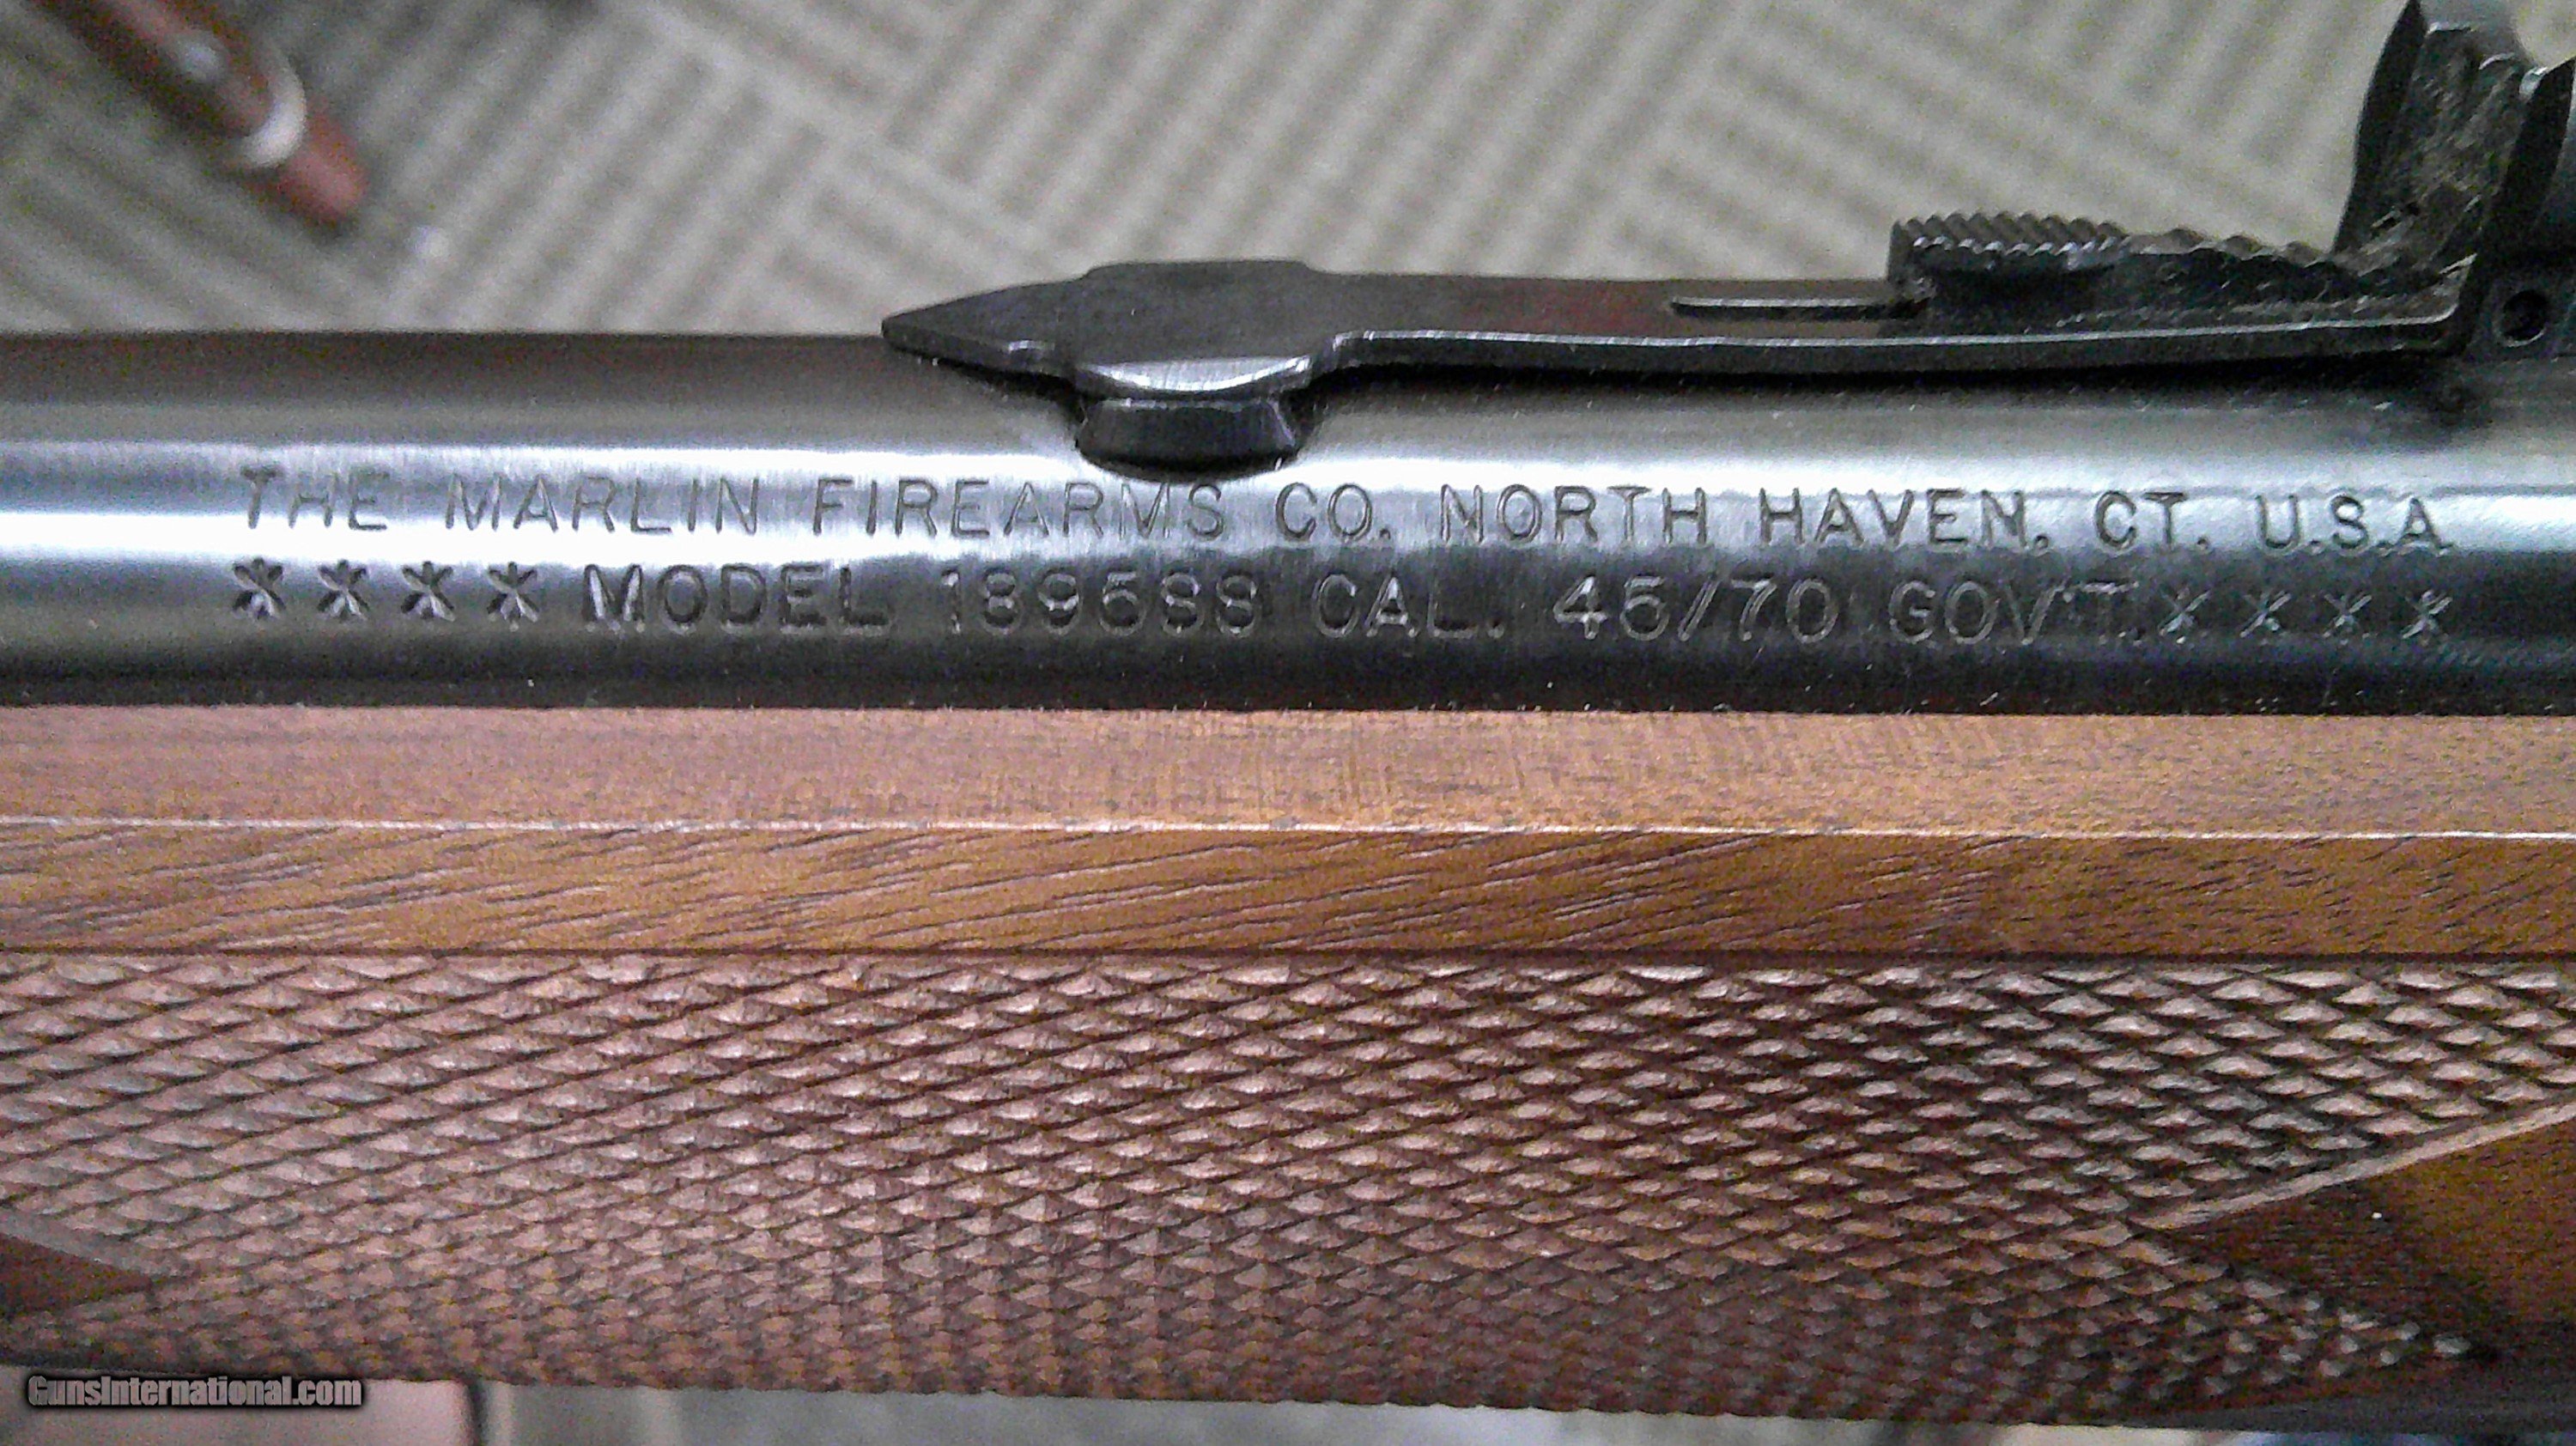 THE MARLIN FIREARMS CO. NORTH HAVEN, CT. U.S.A.
**** MODEL 1895SS CAL. 45/70 GOV'T. ****
GunsInternational.com